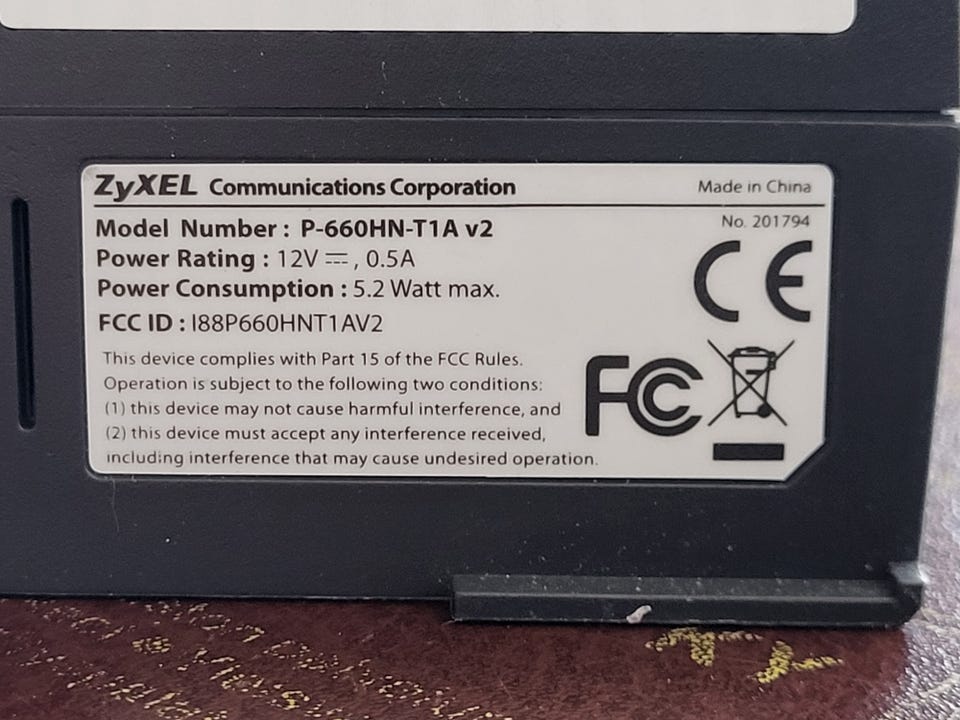 ZyXEL Communications Corporation Made in China
Model Number : P-660HN-T1A v2 No. 201794
Power Rating : 12V ⎓, 0.5A
Power Consumption : 5.2 Watt max.
CE
FCC ID : I88P660HNT1AV2
This device complies with Part 15 of the FCC Rules.
Operation is subject to the following two conditions:
(1) this device may not cause harmful interference, and
(2) this device must accept any interference received,
including interference that may cause undesired operation.
FC